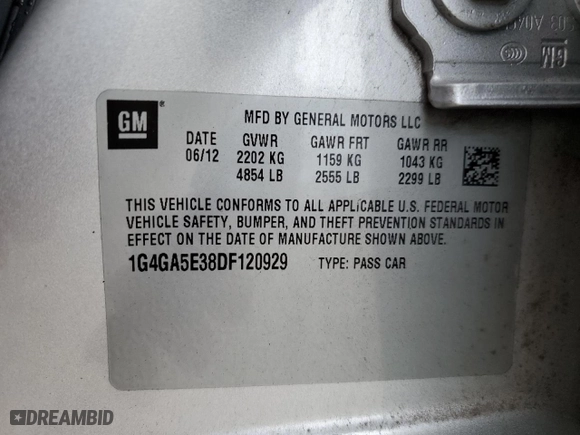 GM
MFD BY GENERAL MOTORS LLC
DATE GVWR GAWR FRT GAWR RR
06/12 2202 KG 1159 KG 1043 KG
4854 LB 2555 LB 2299 LB
THIS VEHICLE CONFORMS TO ALL APPLICABLE U.S. FEDERAL MOTOR
VEHICLE SAFETY, BUMPER, AND THEFT PREVENTION STANDARDS IN
EFFECT ON THE DATE OF MANUFACTURE SHOWN ABOVE.
1G4GA5E38DF120929 TYPE: PASS CAR
DREAMBID